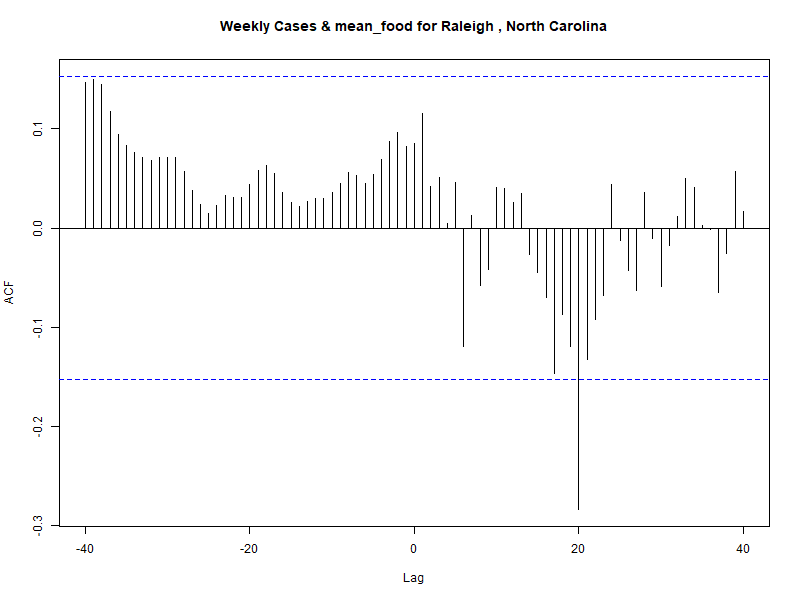 Weekly Cases & mean_food for Raleigh , North Carolina
ACF
0.1
0.0
-0.1
-0.2
-0.3
-40 -20 0 20 40
Lag